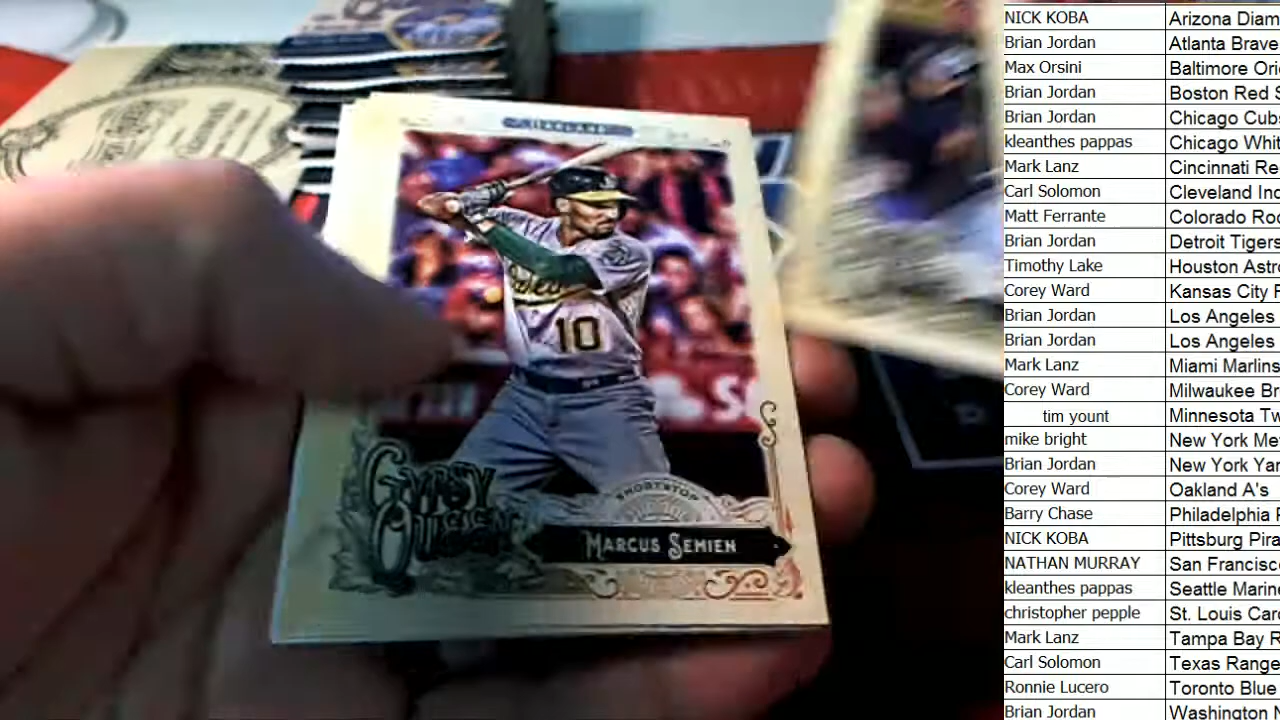 GYPSY
QUEEN
SHORTSTOP
MARCUS SEMIEN
10
NICK KOBA Arizona Diam
Brian Jordan Atlanta Brave
Max Orsini Baltimore Ori
Brian Jordan Boston Red S
Brian Jordan Chicago Cubs
kleanthes pappas Chicago Whit
Mark Lanz Cincinnati Re
Carl Solomon Cleveland Ind
Matt Ferrante Colorado Roc
Brian Jordan Detroit Tigers
Timothy Lake Houston Astr
Corey Ward Kansas City R
Brian Jordan Los Angeles
Brian Jordan Los Angeles
Mark Lanz Miami Marlins
Corey Ward Milwaukee Br
tim yount Minnesota Tw
mike bright New York Me
Brian Jordan New York Yan
Corey Ward Oakland A's
Barry Chase Philadelphia P
NICK KOBA Pittsburg Pira
NATHAN MURRAY San Francisc
kleanthes pappas Seattle Marine
christopher pepple St. Louis Card
Mark Lanz Tampa Bay R
Carl Solomon Texas Range
Ronnie Lucero Toronto Blue
Brian Jordan Washington N